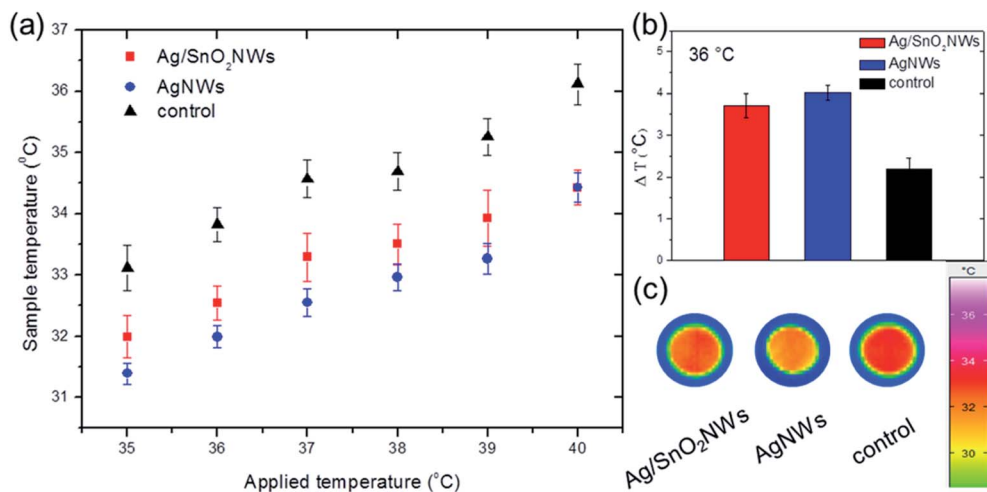 (a)
37
36
35
34
33
32
31
Sample temperature (⁰C)
Ag/SnO₂NWs
AgNWs
control
35 36 37 38 39 40
Applied temperature (°C)
(b)
36 °C
Ag/SnO₂NWs
AgNWs
control
5
4
3
2
1
0
Δ T (°C)
(c)
°C
36
34
32
30
Ag/SnO₂NWs
AgNWs
control